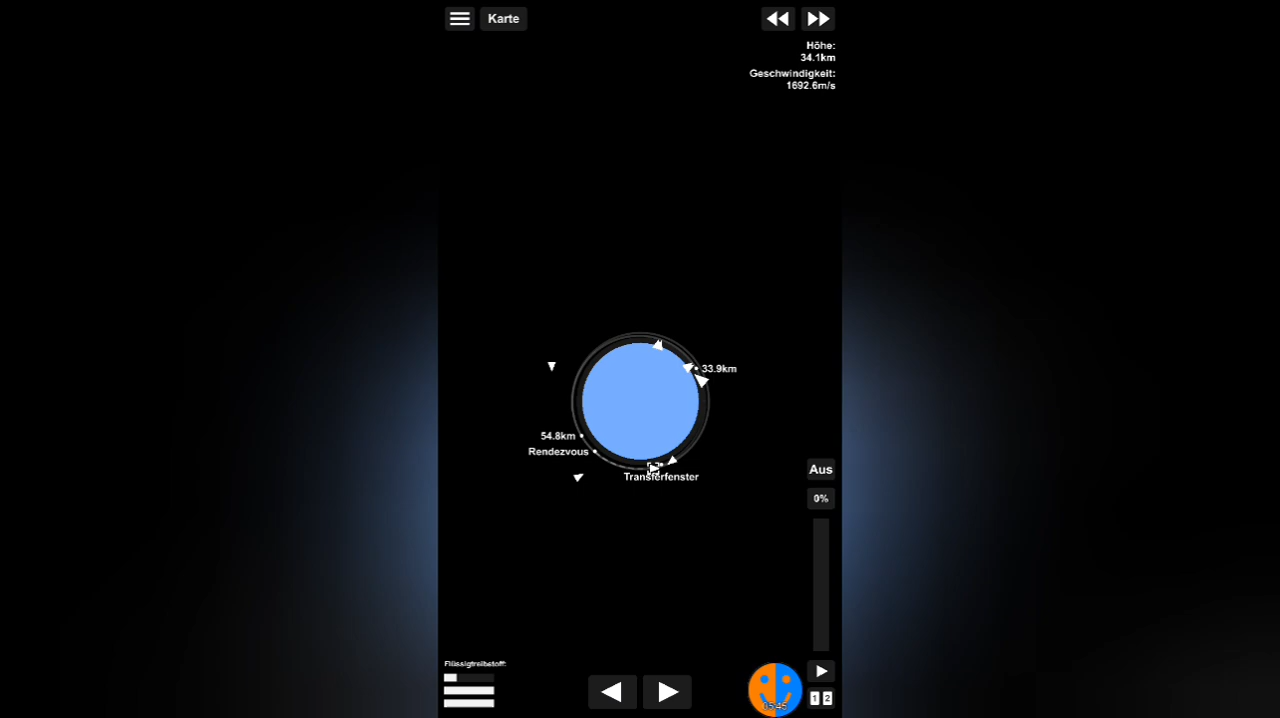 Karte
Höhe:
34.1km
Geschwindigkeit:
1692.6m/s
33.9km
54.8km
Rendezvous
Transferfenster
Aus
0%
Flüssigtreibstoff:
1 2